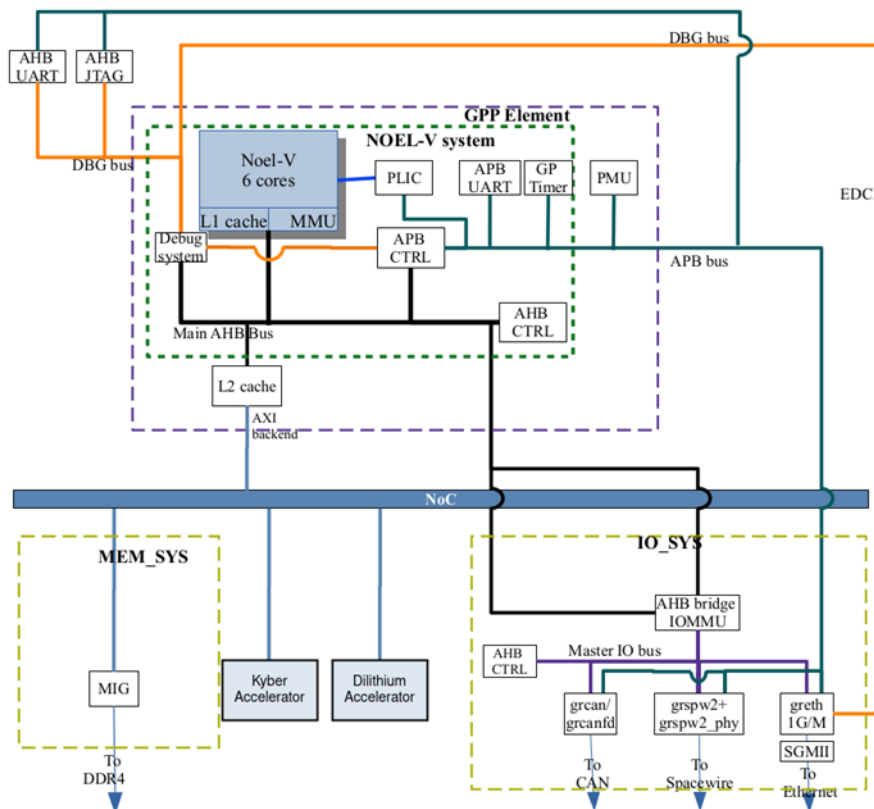 DBG bus
AHB
UART
AHB
JTAG
GPP Element
NOEL-V system
Noel-V
6 cores
L1 cache
MMU
PLIC
APB
UART
GP
Timer
PMU
DBG bus
EDC
Debug
system
APB
CTRL
APB bus
Main AHB Bus
AHB
CTRL
L2 cache
AXI
backend
NoC
MEM_SYS
IO_SYS
AHB bridge
IOMMU
Master IO bus
AHB
CTRL
MIG
Kyber
Accelerator
Dilithium
Accelerator
grcan/
grcanfd
grspw2+
grspw2_phy
greth
1G/M
SGMII
To
DDR4
To
CAN
To
Spacewire
To
Ethernet